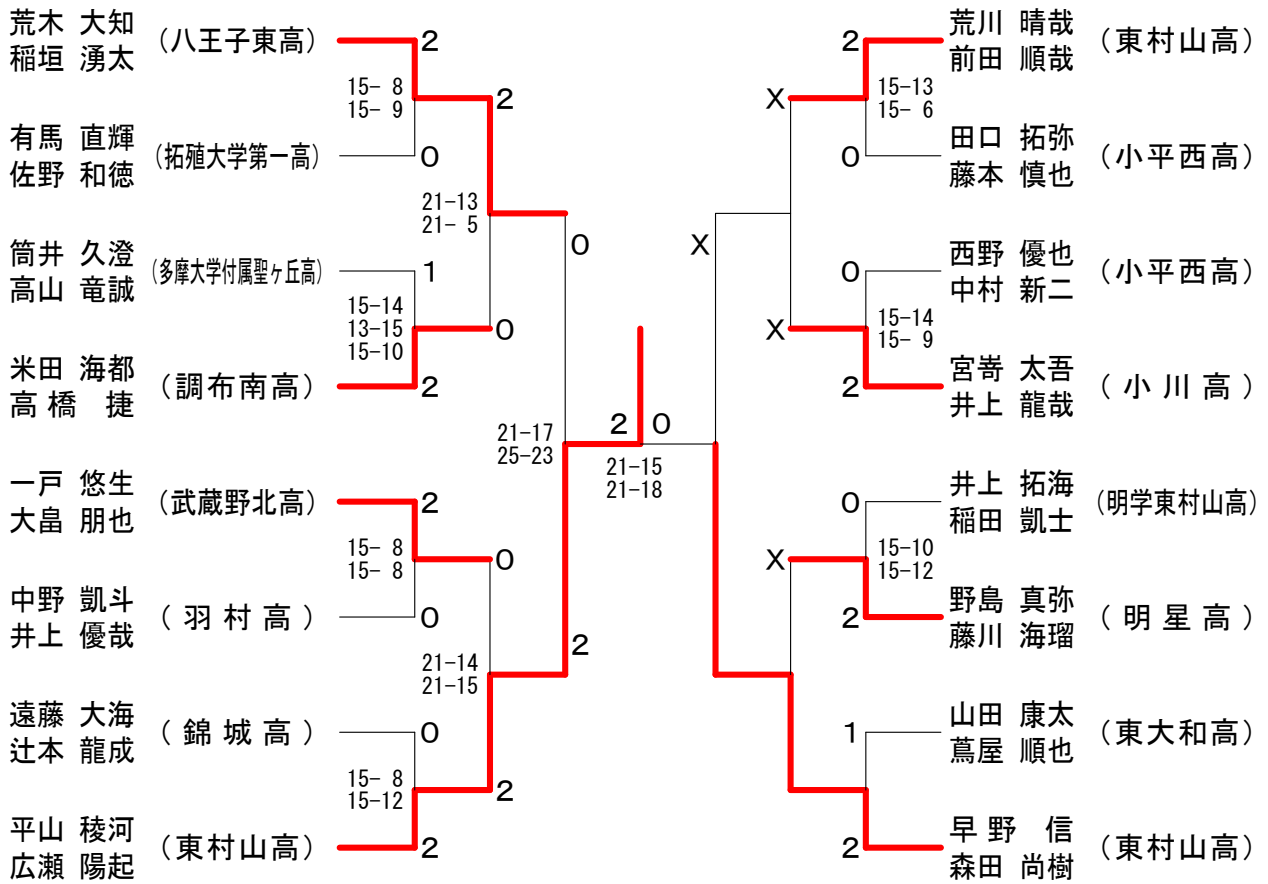 荒木 大知
稲垣 湧太
(八王子東高)
2
15- 8
15- 9
有馬 直輝
佐野 和徳
(拓殖大学第一高)
0
2
21-13
21- 5
筒井 久澄
高山 竜誠
(多摩大学付属聖ヶ丘高)
1
15-14
13-15
15-10
0
米田 海都
高橋 捷
(調布南高)
2
0
21-17
25-23
一戸 悠生
大畠 朋也
(武蔵野北高)
2
15- 8
15- 8
0
中野 凱斗
井上 優哉
(羽村高)
0
21-14
21-15
2
遠藤 大海
辻本 龍成
(錦城高)
0
15- 8
15-12
2
平山 稜河
広瀬 陽起
(東村山高)
2
2 0
21-15
21-18
荒川 晴哉
前田 順哉
(東村山高)
2
15-13
15- 6
X
田口 拓弥
藤本 慎也
(小平西高)
0
X
西野 優也
中村 新二
(小平西高)
0
15-14
15- 9
X
宮嵜 太吾
井上 龍哉
(小川高)
2
井上 拓海
稲田 凱士
(明学東村山高)
0
15-10
15-12
X
野島 真弥
藤川 海瑠
(明星高)
2
山田 康太
蔦屋 順也
(東大和高)
1
早野 信
森田 尚樹
(東村山高)
2